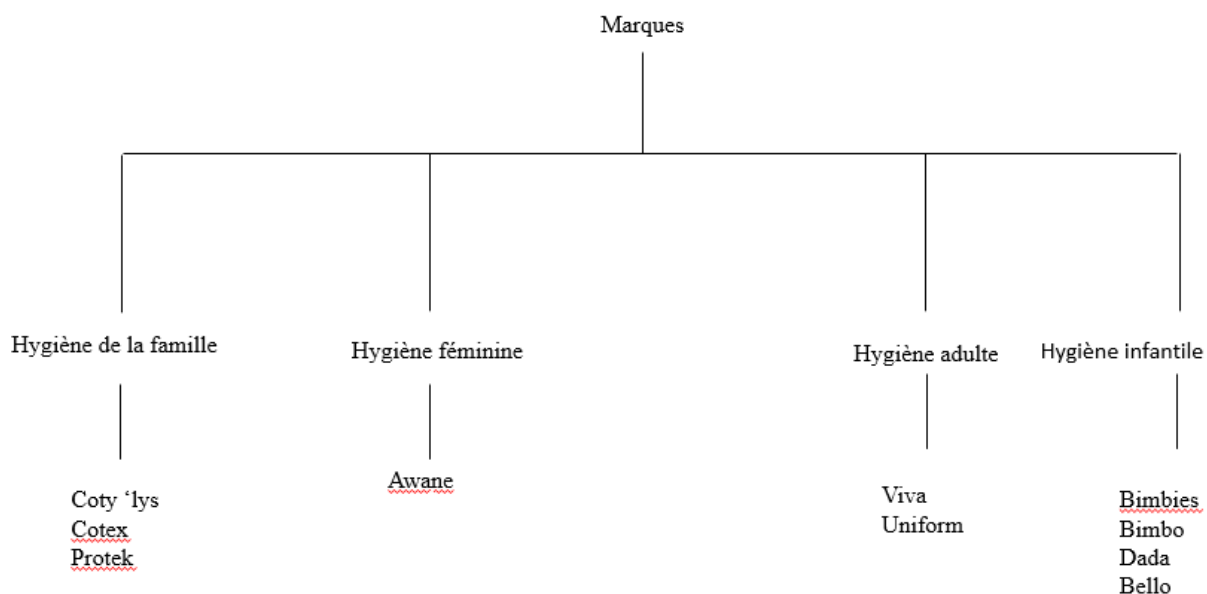 Marques
Hygiène de la famille
Hygiène féminine
Hygiène adulte
Hygiène infantile
Coty ‘lys
Cotex
Protek
Awane
Viva
Uniform
Bimbies
Bimbo
Dada
Bello